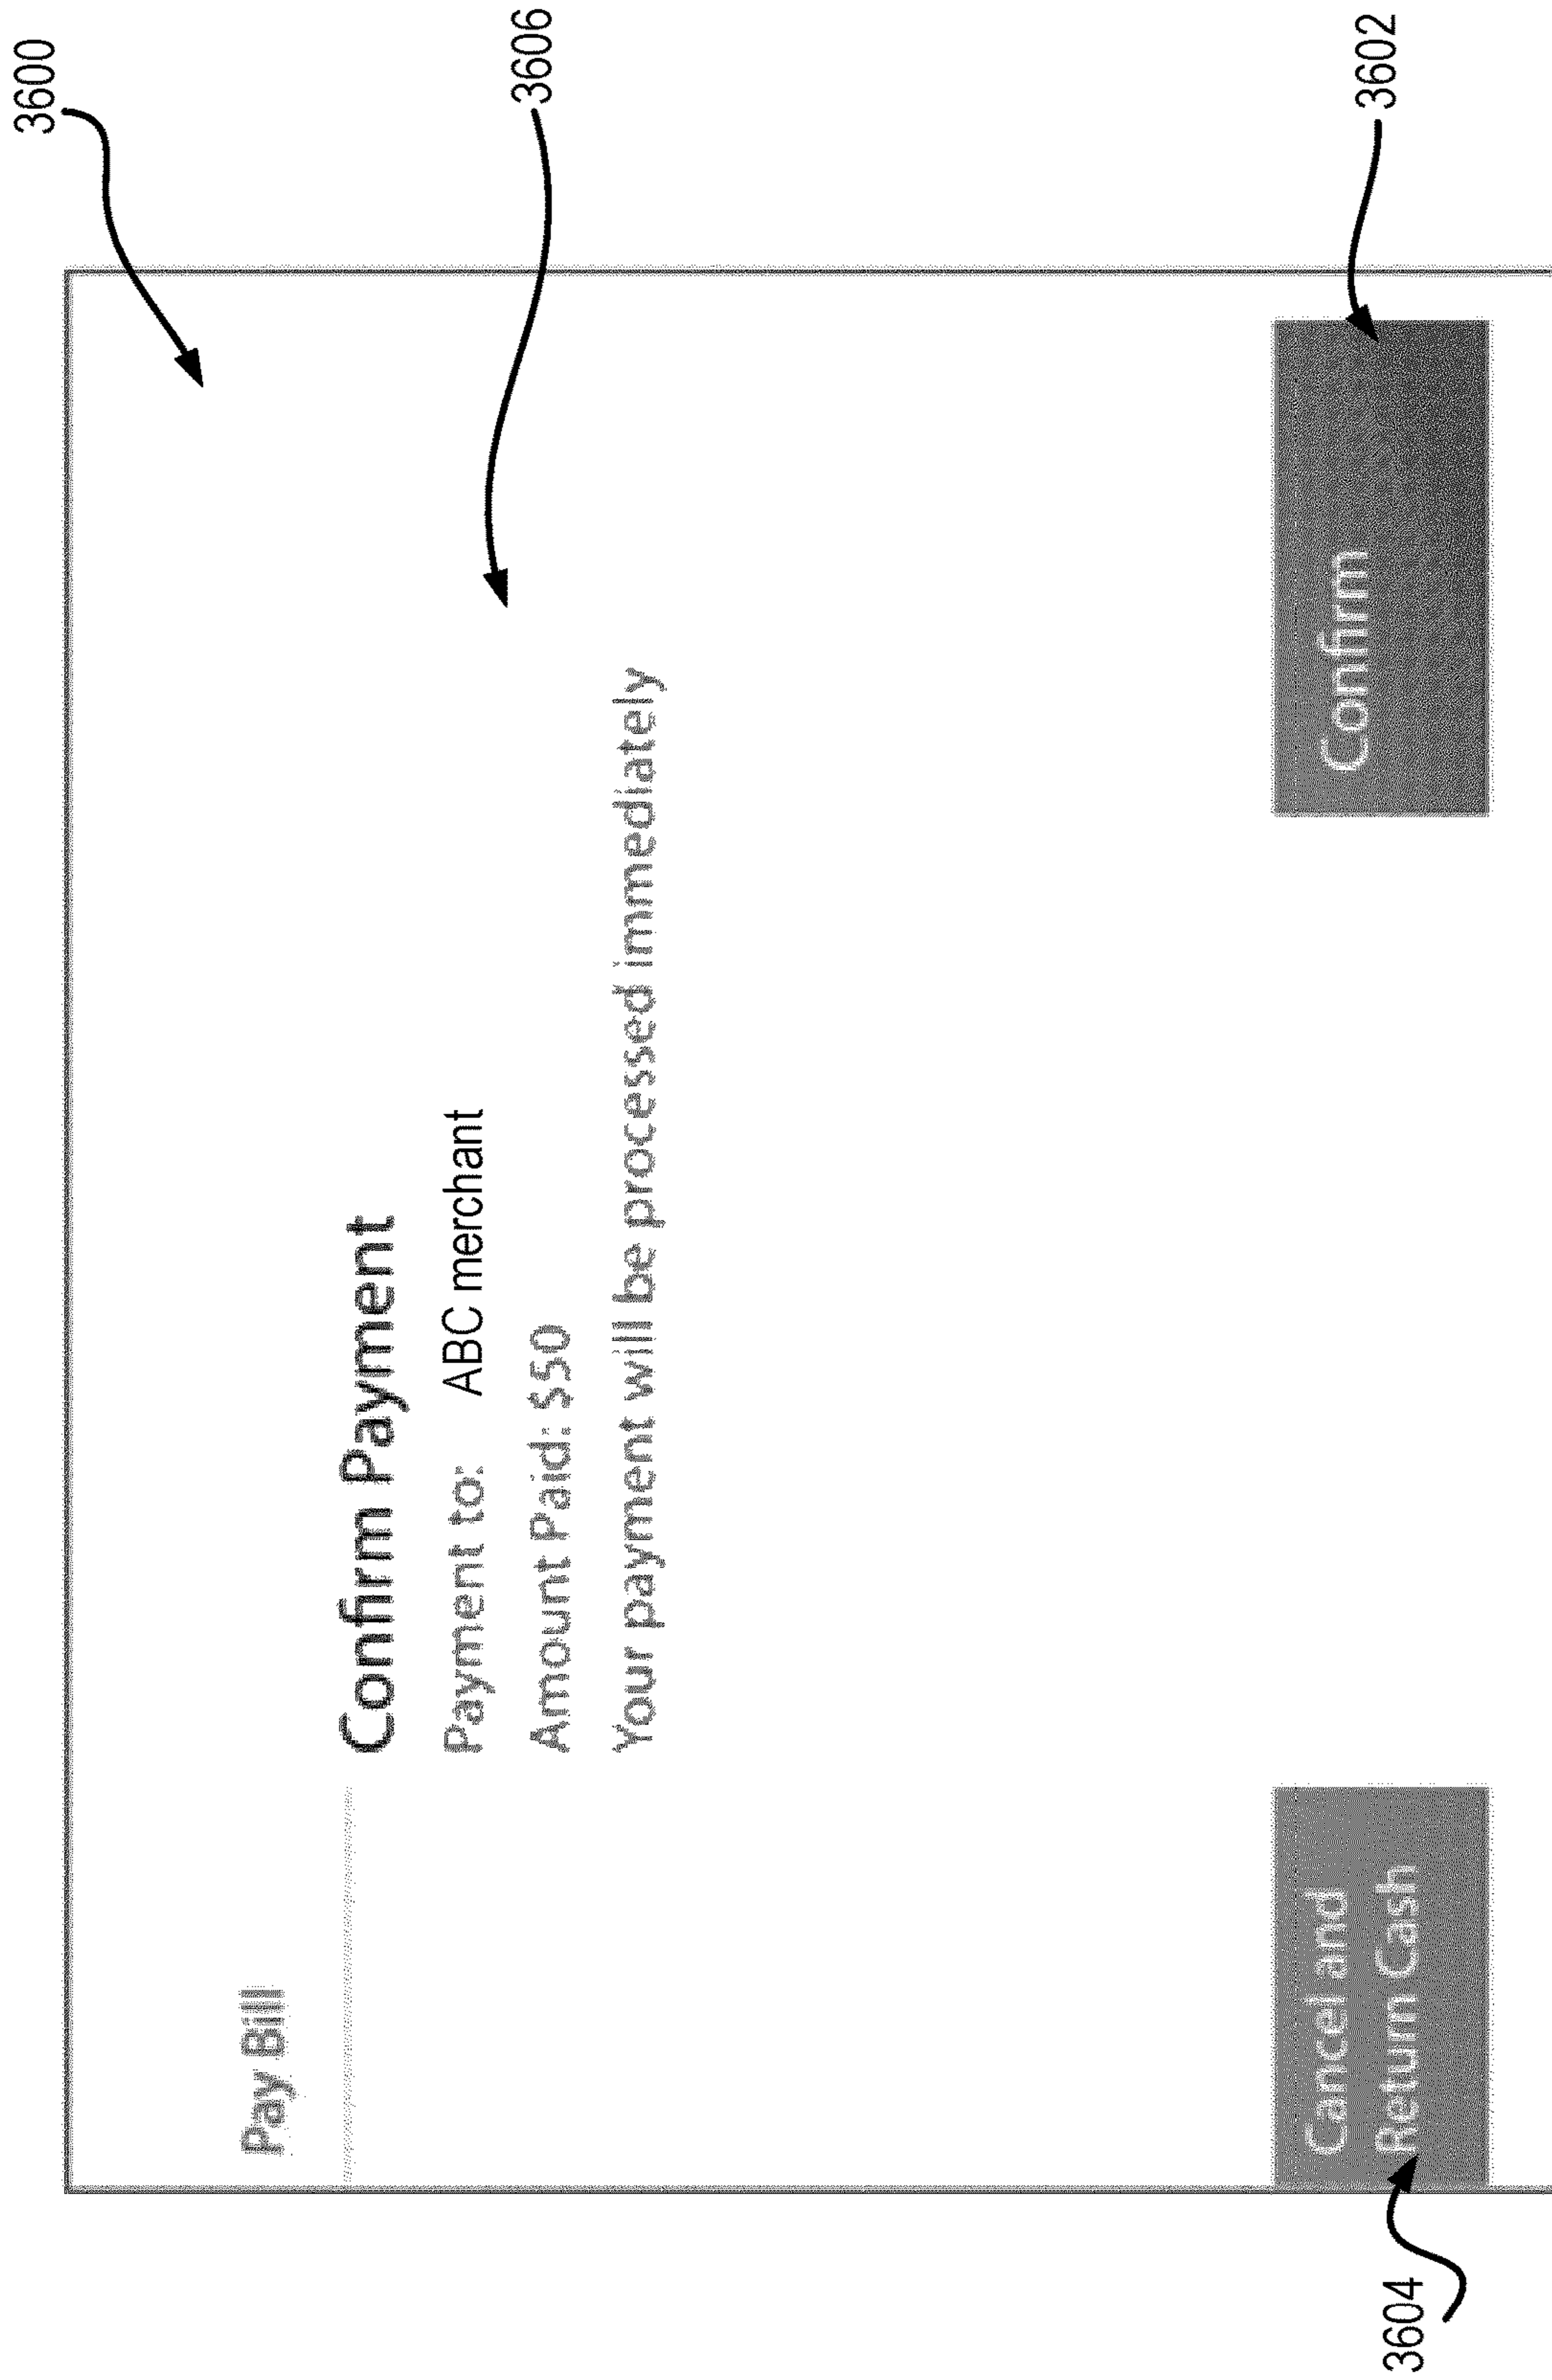 3600
Pay Bill
Confirm Payment
Payment to: ABC merchant
3606
Amount Paid: $50
Your payment will be processed immediately
3604
Cancel and
Return Cash
Confirm
3602